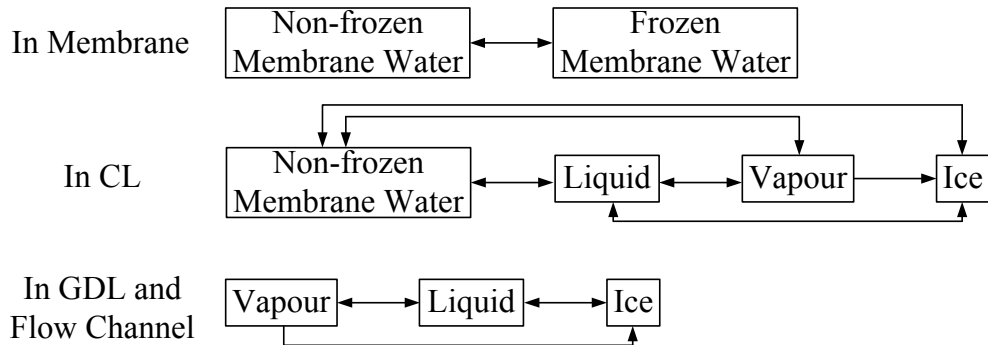 In Membrane
Non-frozen
Membrane Water
Frozen
Membrane Water
In CL
Non-frozen
Membrane Water
Liquid
Vapour
Ice
In GDL and
Flow Channel
Vapour
Liquid
Ice